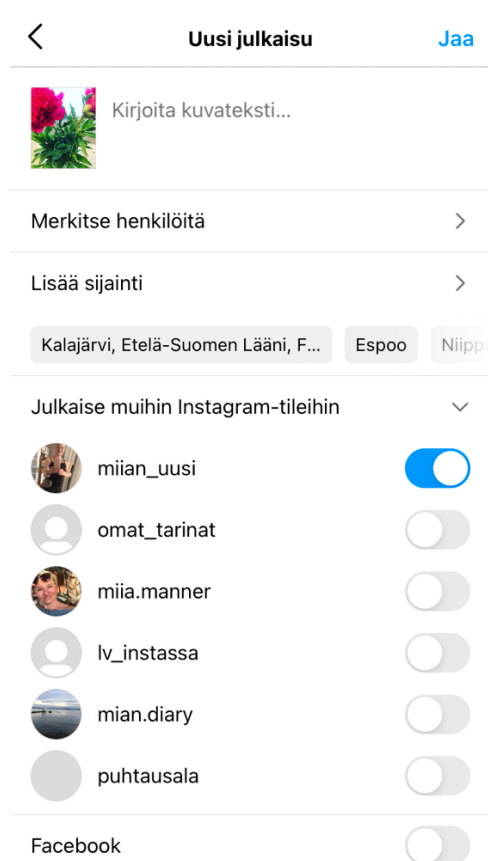 Uusi julkaisu
Jaa
Kirjoita kuvateksti...
Merkitse henkilöitä
Lisää sijainti
Kalajärvi, Etelä-Suomen Lääni, F...
Espoo
Julkaise muihin Instagram-tileihin
miian_uusi
omat_tarinat
miia.manner
lv_instassa
mian.diary
puhtausala
Facebook